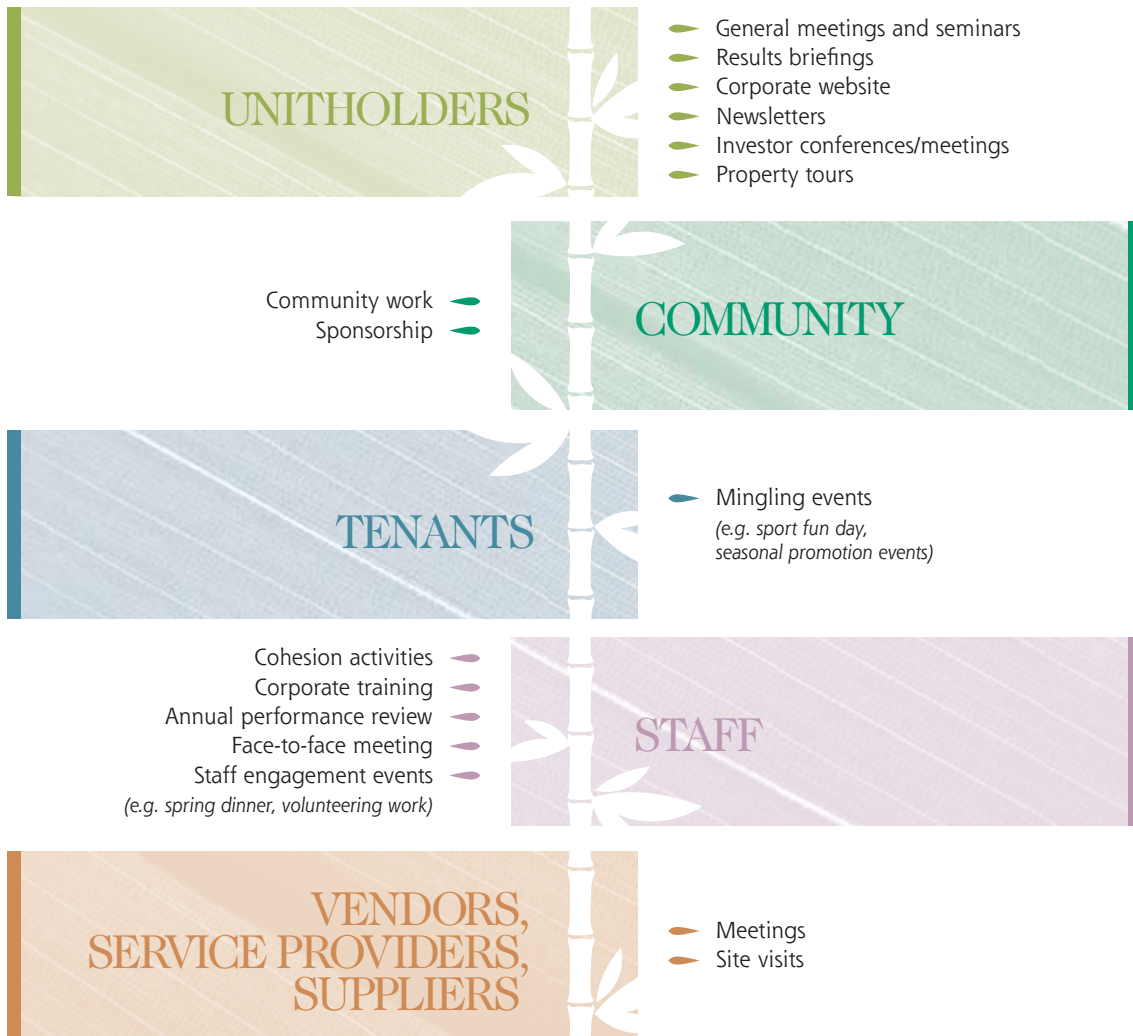 UNITHOLDERS
General meetings and seminars
Results briefings
Corporate website
Newsletters
Investor conferences/meetings
Property tours
Community work
Sponsorship
COMMUNITY
TENANTS
Mingling events
(e.g. sport fun day,
seasonal promotion events)
Cohesion activities
Corporate training
Annual performance review
Face-to-face meeting
Staff engagement events
(e.g. spring dinner, volunteering work)
STAFF
VENDORS,
SERVICE PROVIDERS,
SUPPLIERS
Meetings
Site visits